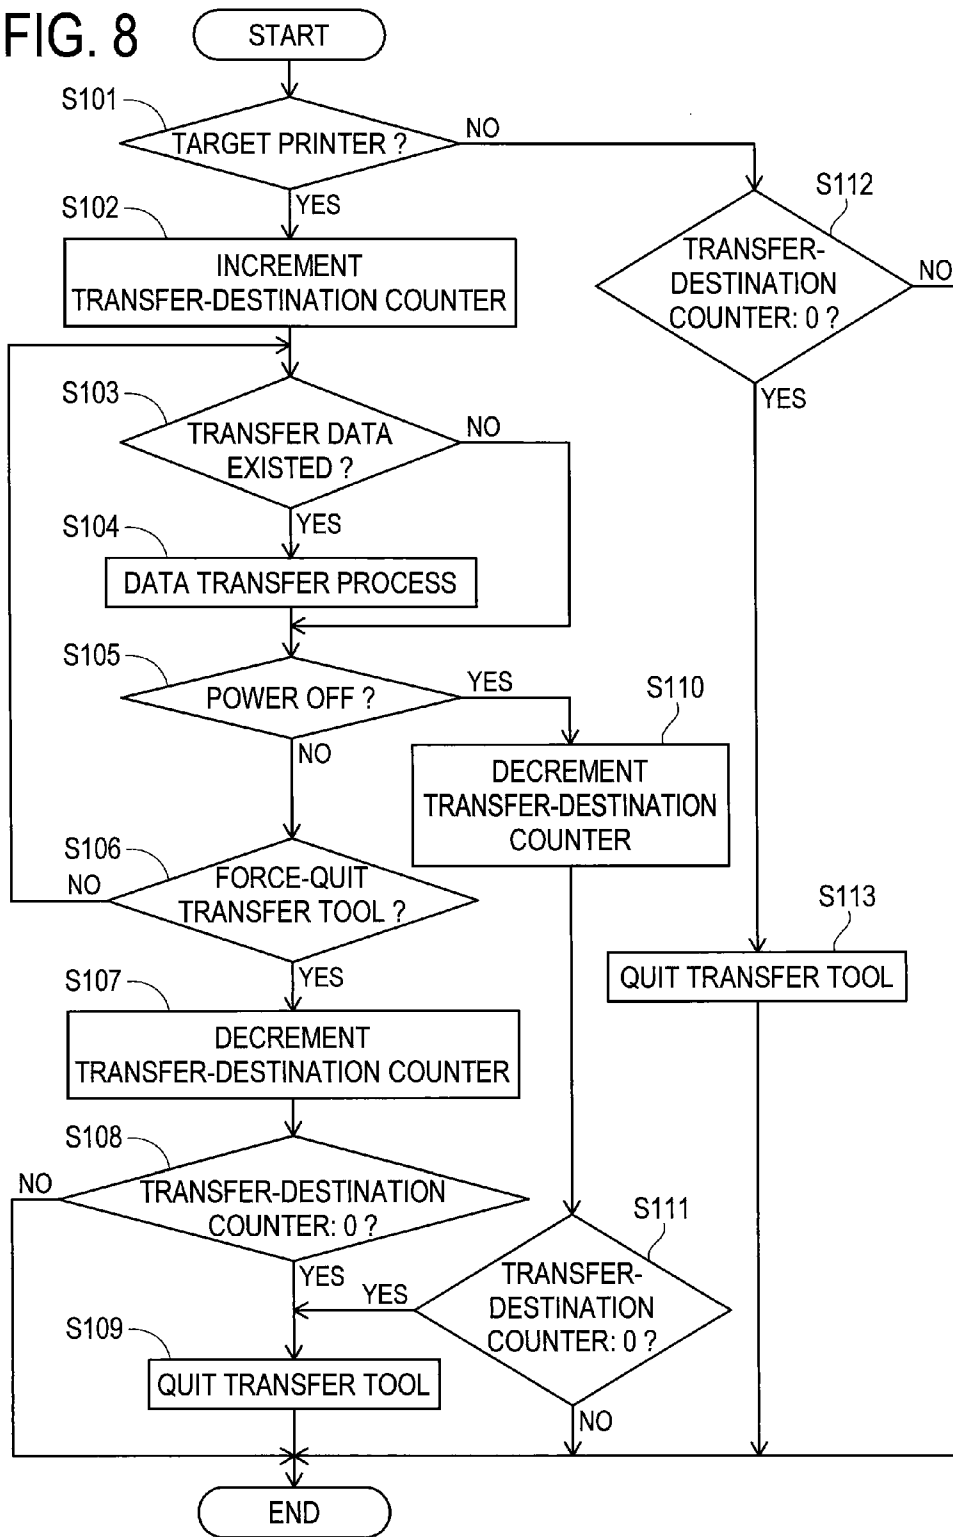 FIG. 8
START
S101
TARGET PRINTER ?
NO
YES
S102
INCREMENT
TRANSFER-DESTINATION COUNTER
S112
TRANSFER-
DESTINATION
COUNTER: 0 ?
NO
YES
S103
TRANSFER DATA
EXISTED ?
NO
YES
S104
DATA TRANSFER PROCESS
S105
POWER OFF ?
YES
NO
S110
DECREMENT
TRANSFER-DESTINATION
COUNTER
S106
FORCE-QUIT
TRANSFER TOOL ?
NO
YES
S113
QUIT TRANSFER TOOL
S107
DECREMENT
TRANSFER-DESTINATION COUNTER
S108
TRANSFER-DESTINATION
COUNTER: 0 ?
NO
YES
S111
TRANSFER-
DESTINATION
COUNTER: 0 ?
YES
NO
S109
QUIT TRANSFER TOOL
END